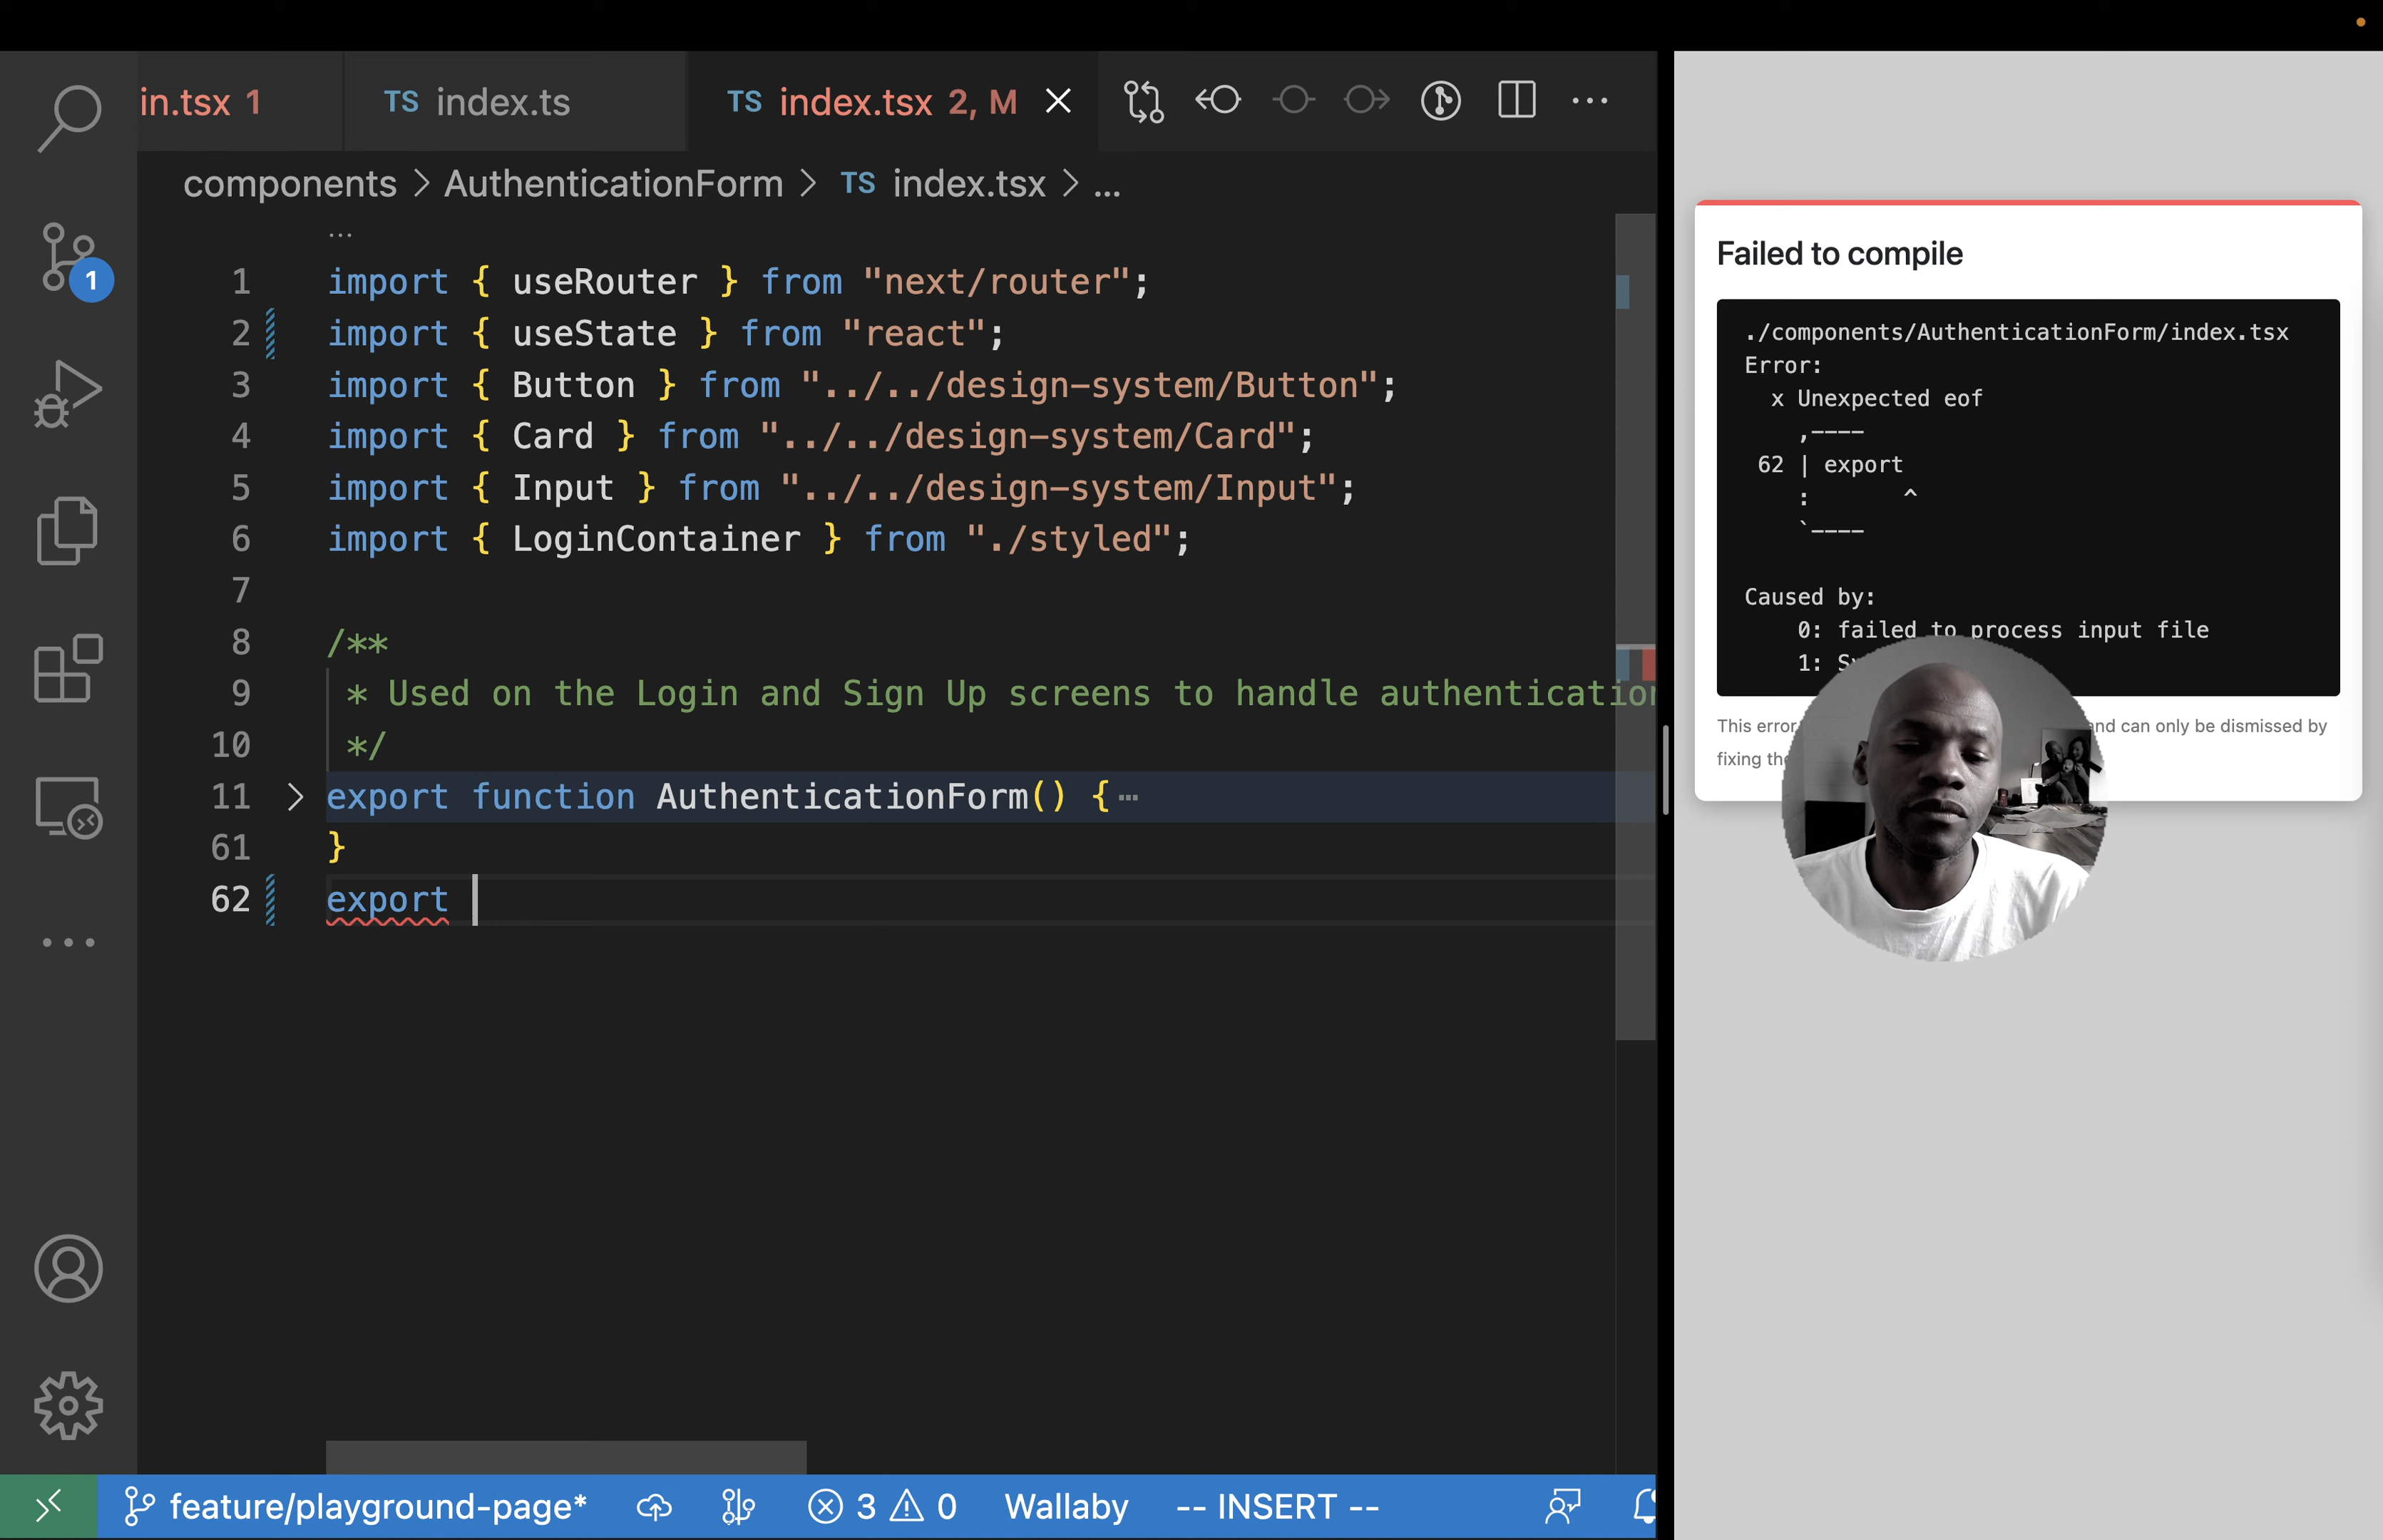 in.tsx 1
TS index.ts
TS index.tsx 2, M
components > AuthenticationForm > TS index.tsx > ...
1 import { useRouter } from "next/router";
2 import { useState } from "react";
3 import { Button } from "../../design-system/Button";
4 import { Card } from "../../design-system/Card";
5 import { Input } from "../../design-system/Input";
6 import { LoginContainer } from "./styled";
7
8 /**
9 * Used on the Login and Sign Up screens to handle authentication
10 */
11 export function AuthenticationForm() {
61 }
62 export
1
feature/playground-page*
3
0
Wallaby
-- INSERT --
Failed to compile
./components/AuthenticationForm/index.tsx
Error:
x Unexpected eof
,----
62 | export
: ^
`----
Caused by:
0: failed to process input file
1:
This error
nd can only be dismissed by
fixing the